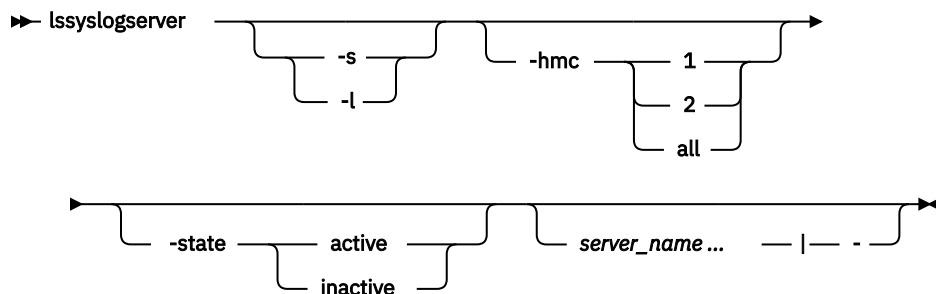 lssyslogserver
-s
-l
-hmc
1
2
all
-state
active
inactive
server_name ... | -